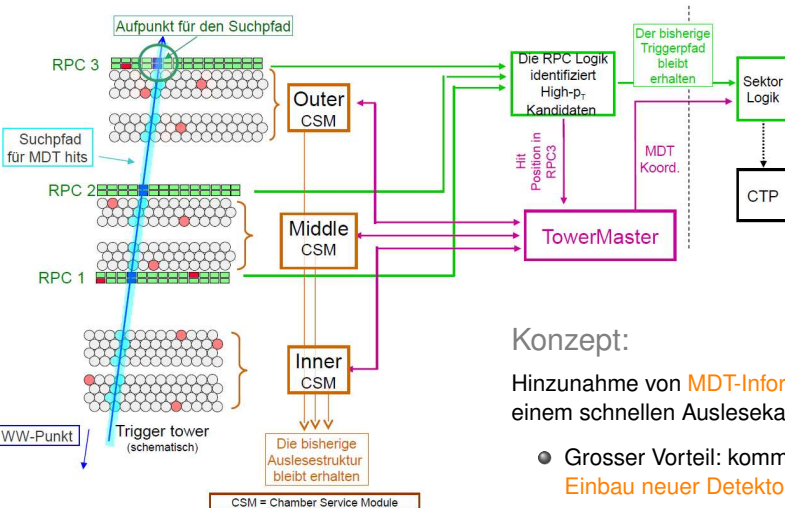 Aufpunkt für den Suchpfad
RPC 3
Suchpfad
für MDT hits
RPC 2
RPC 1
WW-Punkt
Trigger tower
(schematisch)
Outer
CSM
Middle
CSM
Inner
CSM
Die bisherige
Auslesestruktur
bleibt erhalten
CSM = Chamber Service Module
Die RPC Logik
identifiziert
High-pT
Kandidaten
Der bisherige
Triggerpfad
bleibt
erhalten
Sektor
Logik
Hit
Position in
RPC3
MDT
Koord.
CTP
TowerMaster
Konzept:
Hinzunahme von MDT-Infor
einem schnellen Ausleseka
Grosser Vorteil: komm
Einbau neuer Detekto